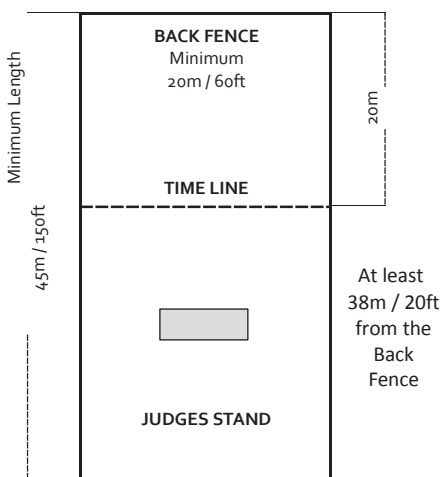 BACK FENCE
Minimum
20m / 60ft
Minimum Length
45m / 150ft
20m
TIME LINE
At least
38m / 20ft
from the
Back
Fence
JUDGES STAND